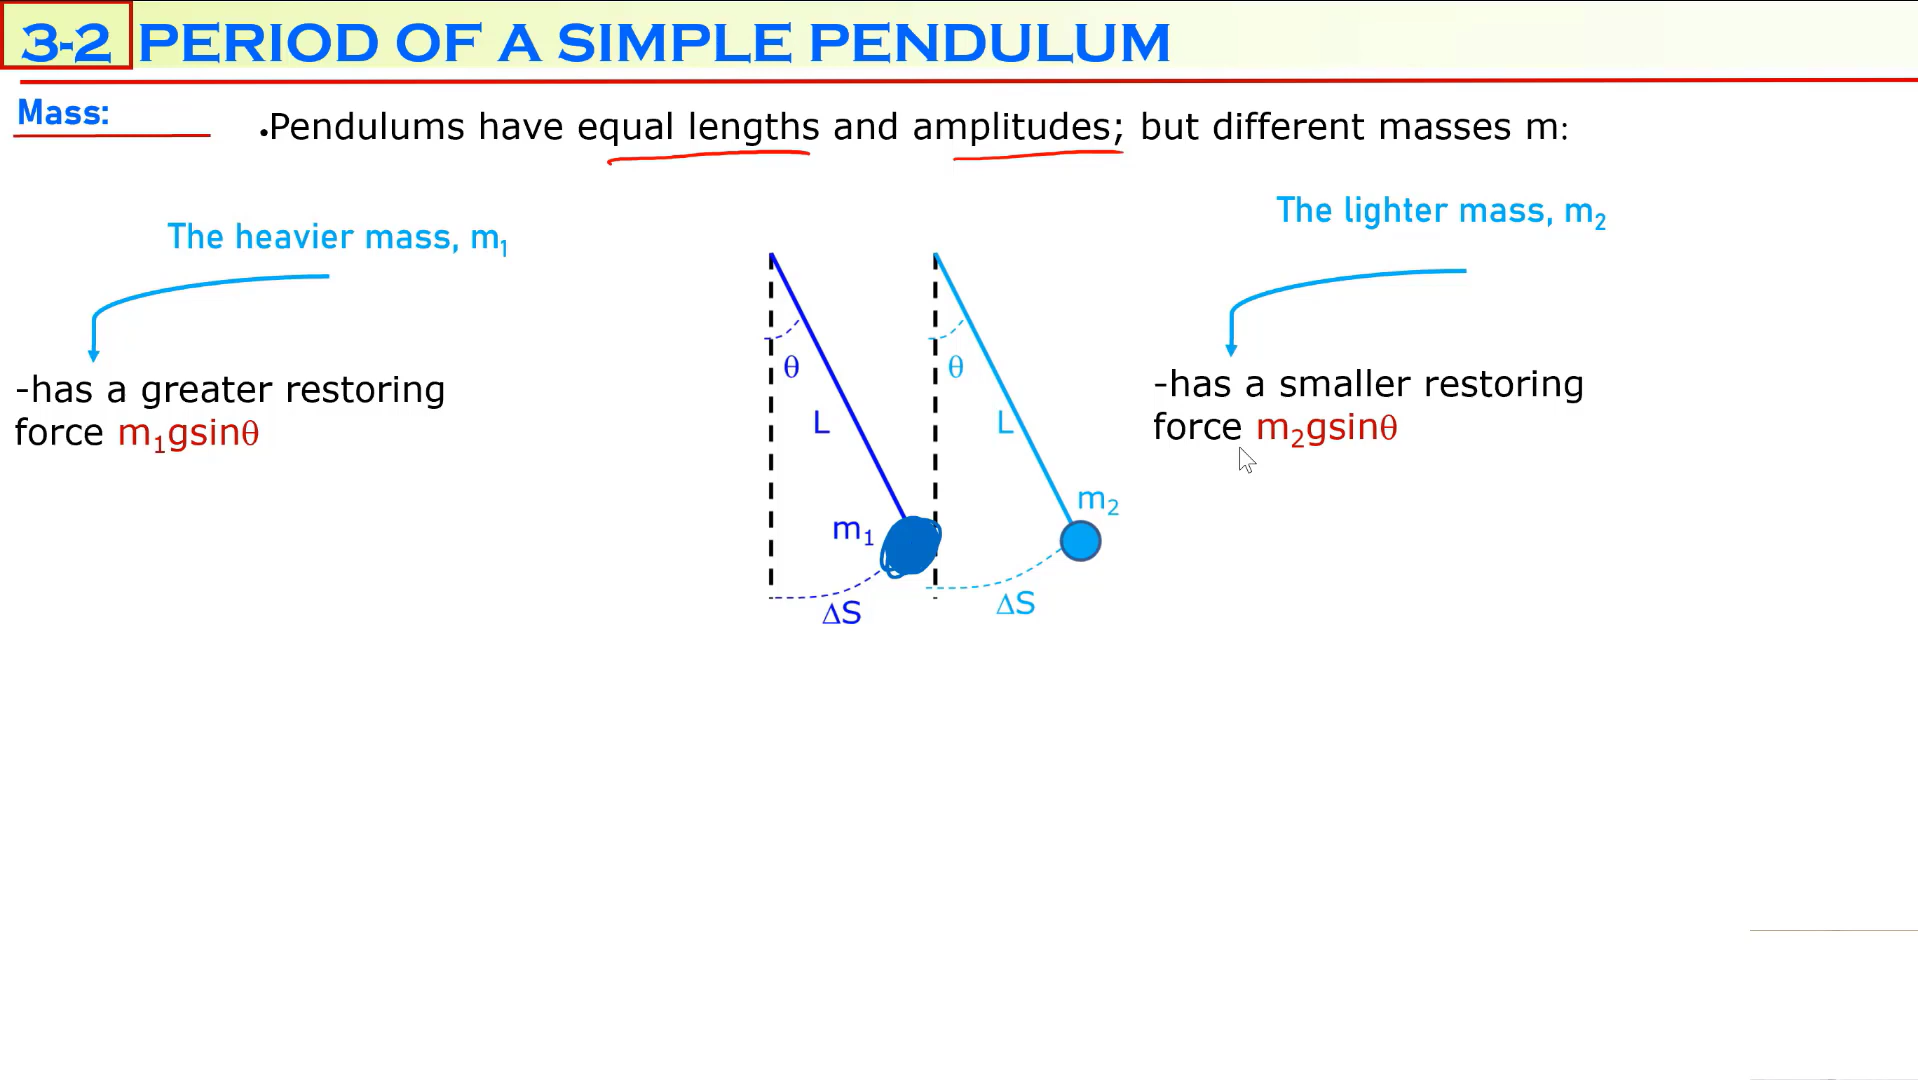 3-2 PERIOD OF A SIMPLE PENDULUM
Mass:
•Pendulums have equal lengths and amplitudes; but different masses m:
The heavier mass, m₁
The lighter mass, m₂
-has a greater restoring
force m₁gsinθ
-has a smaller restoring
force m₂gsinθ
θ
θ
L
L
m₂
m₁
ΔS
ΔS